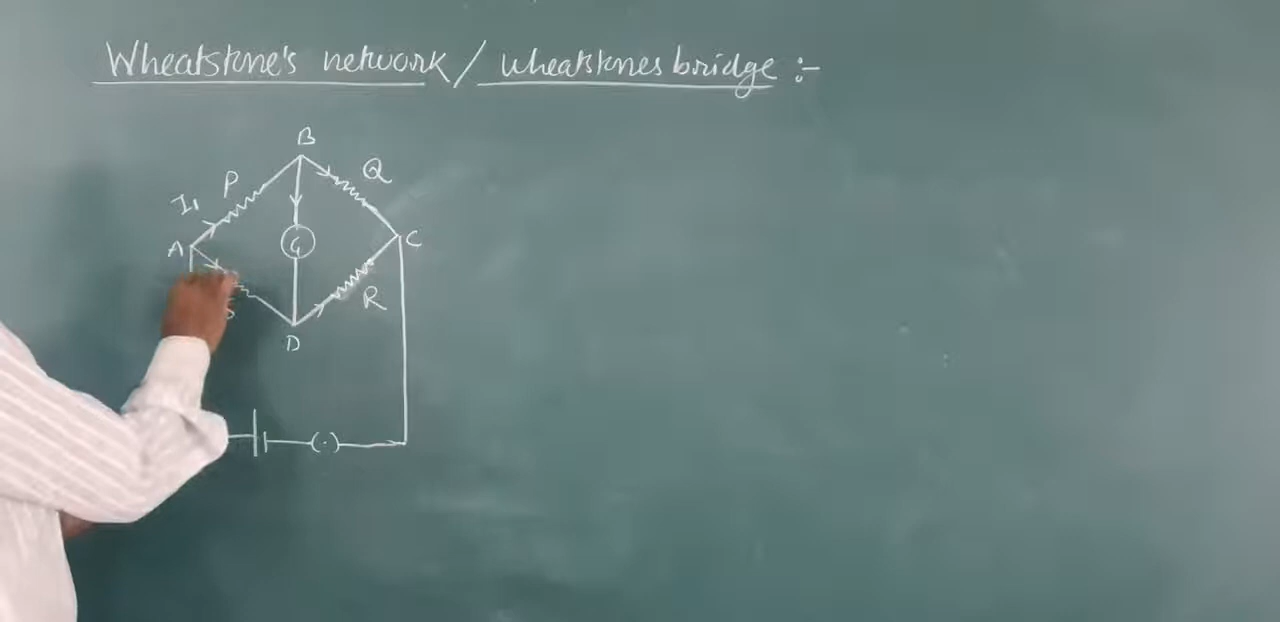 Wheatstone's network / wheatstones bridge :-
B
P
Q
I₁
A
G
C
S
R
D